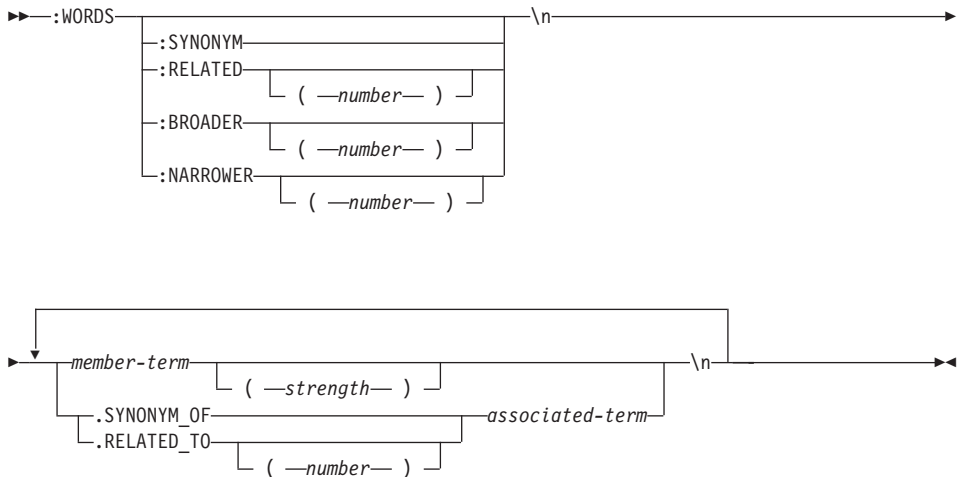 :WORDS \n
:SYNONYM
:RELATED
( number )
:BROADER
( number )
:NARROWER
( number )
member-term \n
( strength )
.SYNONYM_OF associated-term
.RELATED_TO
( number )